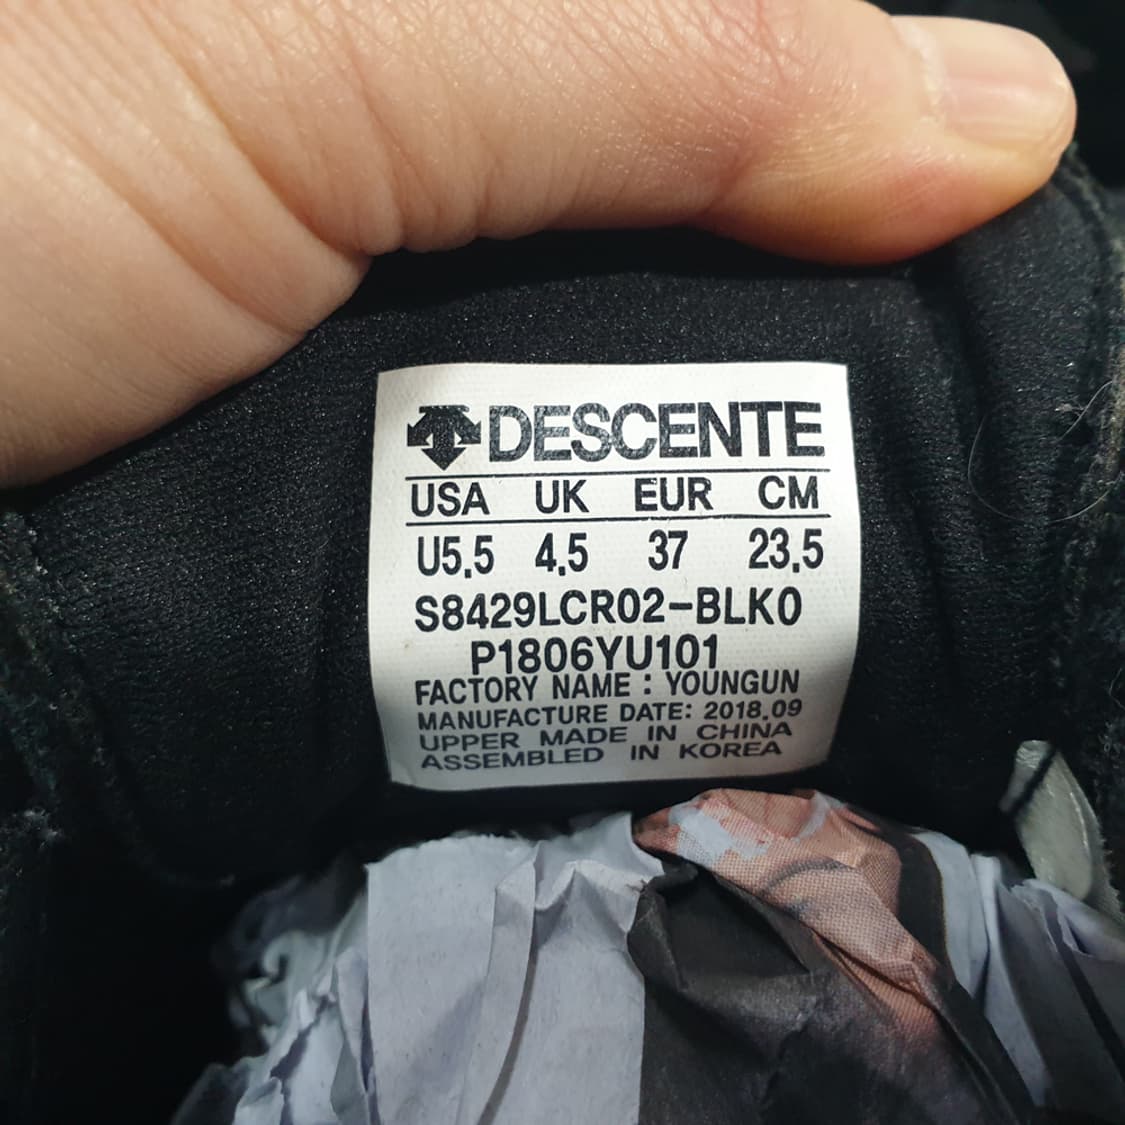 DESCENTE
USA UK EUR CM
U5.5 4.5 37 23.5
S8429LCR02-BLK0
P1806YU101
FACTORY NAME : YOUNGUN
MANUFACTURE DATE: 2018.09
UPPER MADE IN CHINA
ASSEMBLED IN KOREA